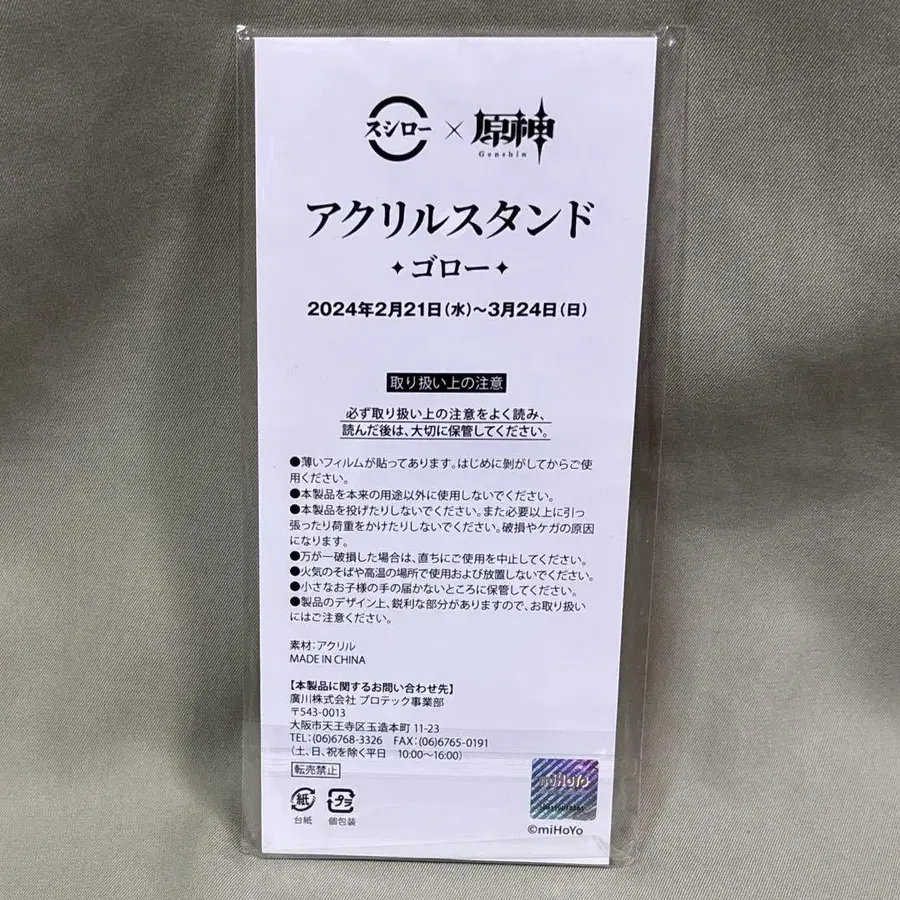 スシロー × 原神
Genshin
アクリルスタンド
✦ゴロー✦
2024年2月21日(水)〜3月24日(日)
取り扱い上の注意
必ず取り扱い上の注意をよく読み、
読んだ後は、大切に保管してください。
●薄いフィルムが貼ってあります。はじめに剝がしてからご使
用ください。
●本製品を本来の用途以外に使用しないでください。
●本製品を投げたりしないでください。また必要以上に引っ
張ったり荷重をかけたりしないでください。破損やケガの原因
になります。
●万が一破損した場合は、直ちにご使用を中止してください。
●火気のそばや高温の場所で使用および放置しないでください。
●小さなお子様の手の届かないところに保管してください。
●製品のデザイン上、鋭利な部分がありますので、お取り扱い
にはご注意ください。
素材:アクリル
MADE IN CHINA
【本製品に関するお問い合わせ先】
廣川株式会社 プロテック事業部
〒543-0013
大阪市天王寺区玉造本町 11-23
TEL:(06)6768-3326 FAX:(06)6765-0191
(土、日、祝を除く平日 10:00〜16:00)
転売禁止
紙 プラ
台紙 個包装
miHoYo
©miHoYo